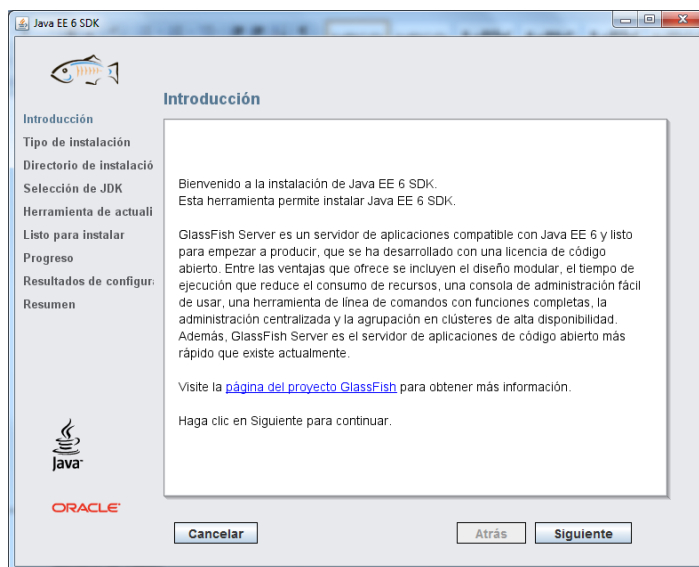 Java EE 6 SDK
Introducción
Introducción
Tipo de instalación
Directorio de instalació
Selección de JDK
Herramienta de actuali
Listo para instalar
Progreso
Resultados de configur
Resumen
Bienvenido a la instalación de Java EE 6 SDK.
Esta herramienta permite instalar Java EE 6 SDK.
GlassFish Server es un servidor de aplicaciones compatible con Java EE 6 y listo
para empezar a producir, que se ha desarrollado con una licencia de código
abierto. Entre las ventajas que ofrece se incluyen el diseño modular, el tiempo de
ejecución que reduce el consumo de recursos, una consola de administración fácil
de usar, una herramienta de línea de comandos con funciones completas, la
administración centralizada y la agrupación en clústeres de alta disponibilidad.
Además, GlassFish Server es el servidor de aplicaciones de código abierto más
rápido que existe actualmente.
Visite la página del proyecto GlassFish para obtener más información.
Haga clic en Siguiente para continuar.
Java
ORACLE
Cancelar
Atrás
Siguiente